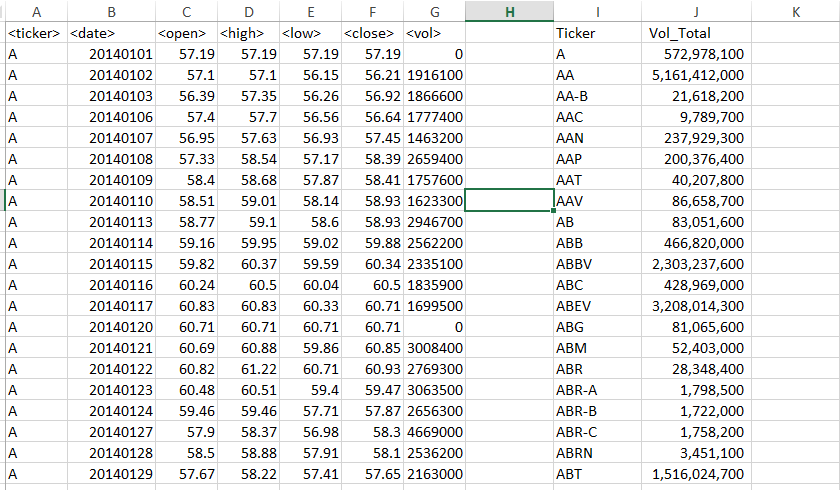 A B C D E F G H I J K
<ticker> <date> <open> <high> <low> <close> <vol> Ticker Vol_Total
A 20140101 57.19 57.19 57.19 57.19 0 A 572,978,100
A 20140102 57.1 57.1 56.15 56.21 1916100 AA 5,161,412,000
A 20140103 56.39 57.35 56.26 56.92 1866600 AA-B 21,618,200
A 20140106 57.4 57.7 56.56 56.64 1777400 AAC 9,789,700
A 20140107 56.95 57.63 56.93 57.45 1463200 AAN 237,929,300
A 20140108 57.33 58.54 57.17 58.39 2659400 AAP 200,376,400
A 20140109 58.4 58.68 57.87 58.41 1757600 AAT 40,207,800
A 20140110 58.51 59.01 58.14 58.93 1623300 AAV 86,658,700
A 20140113 58.77 59.1 58.6 58.93 2946700 AB 83,051,600
A 20140114 59.16 59.95 59.02 59.88 2562200 ABB 466,820,000
A 20140115 59.82 60.37 59.59 60.34 2335100 ABBV 2,303,237,600
A 20140116 60.24 60.5 60.04 60.5 1835900 ABC 428,969,000
A 20140117 60.83 60.83 60.33 60.71 1699500 ABEV 3,208,014,300
A 20140120 60.71 60.71 60.71 60.71 0 ABG 81,065,600
A 20140121 60.69 60.88 59.86 60.85 3008400 ABM 52,403,000
A 20140122 60.82 61.22 60.71 60.93 2769300 ABR 28,348,400
A 20140123 60.48 60.51 59.4 59.47 3063500 ABR-A 1,798,500
A 20140124 59.46 59.46 57.71 57.87 2656300 ABR-B 1,722,000
A 20140127 57.9 58.37 56.98 58.3 4669000 ABR-C 1,758,200
A 20140128 58.5 58.88 57.91 58.1 2536200 ABRN 3,451,100
A 20140129 57.67 58.22 57.41 57.65 2163000 ABT 1,516,024,700